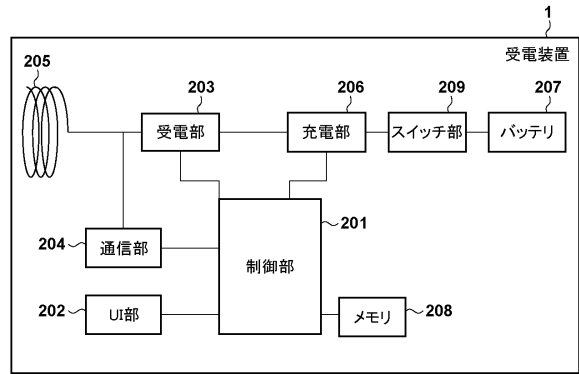 1
受電装置
205
203
206
209
207
受電部
充電部
スイッチ部
バッテリ
201
204
通信部
制御部
202
UI部
メモリ
208